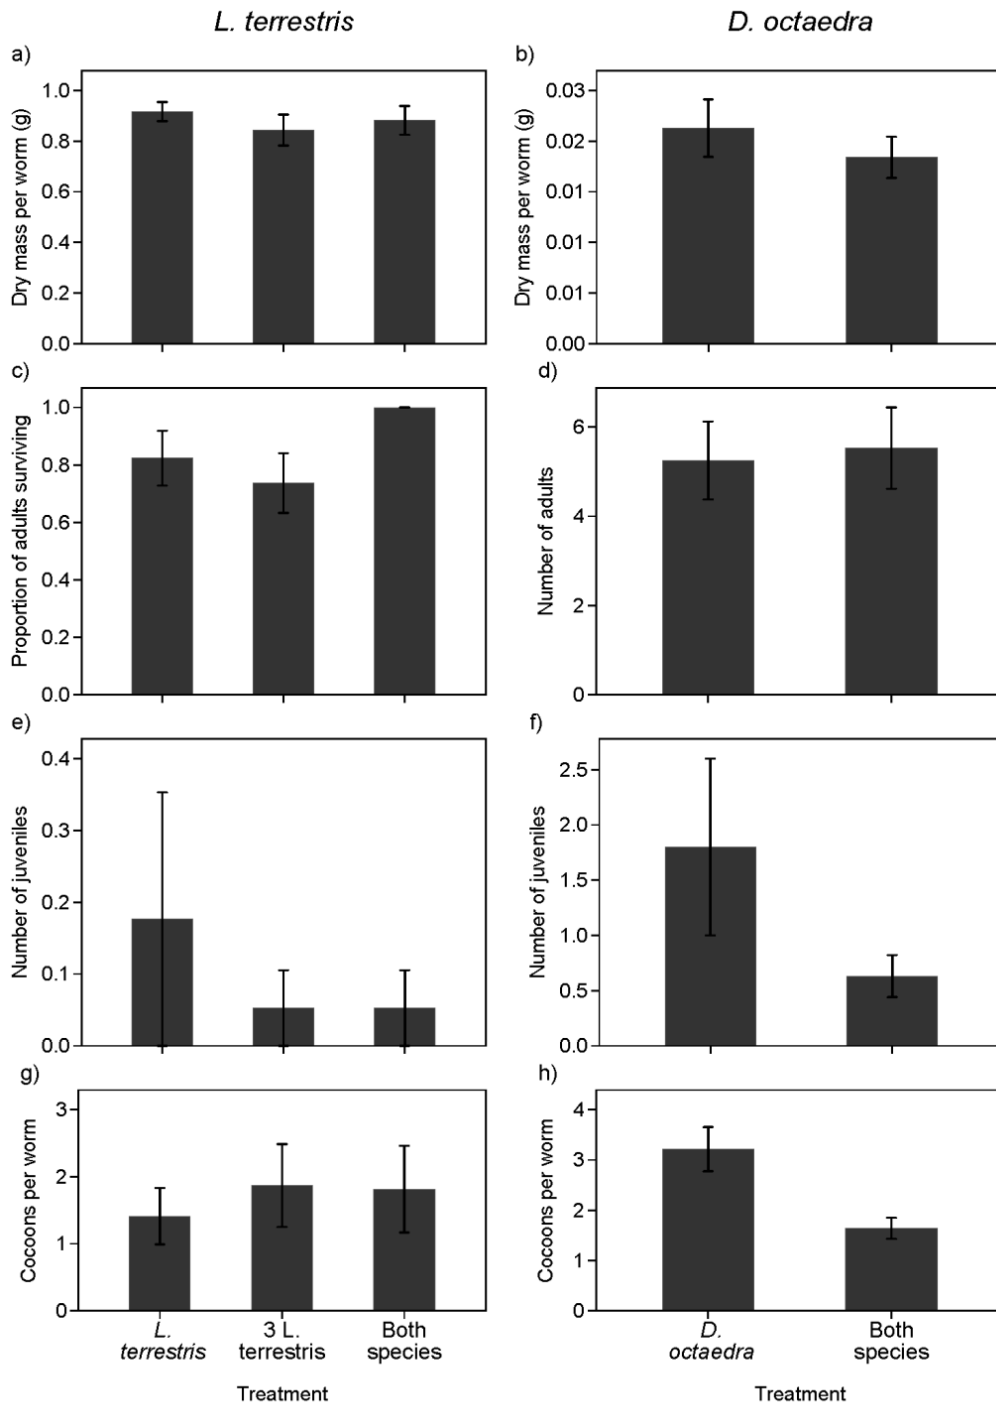 L. terrestris
D. octaedra
a)
Dry mass per worm (g)
1.0
0.8
0.6
0.4
0.2
0.0
b)
Dry mass per worm (g)
0.03
0.02
0.01
0.01
0.01
0.00
c)
Proportion of adults surviving
1.0
0.8
0.6
0.4
0.2
0.0
d)
Number of adults
6
4
2
0
e)
Number of juveniles
0.4
0.3
0.2
0.1
0.0
f)
Number of juveniles
2.5
2.0
1.5
1.0
0.5
0.0
g)
Cocoons per worm
3
2
1
0
L.
terrestris
3 L.
terrestris
Both
species
Treatment
h)
Cocoons per worm
4
3
2
1
0
D.
octaedra
Both
species
Treatment